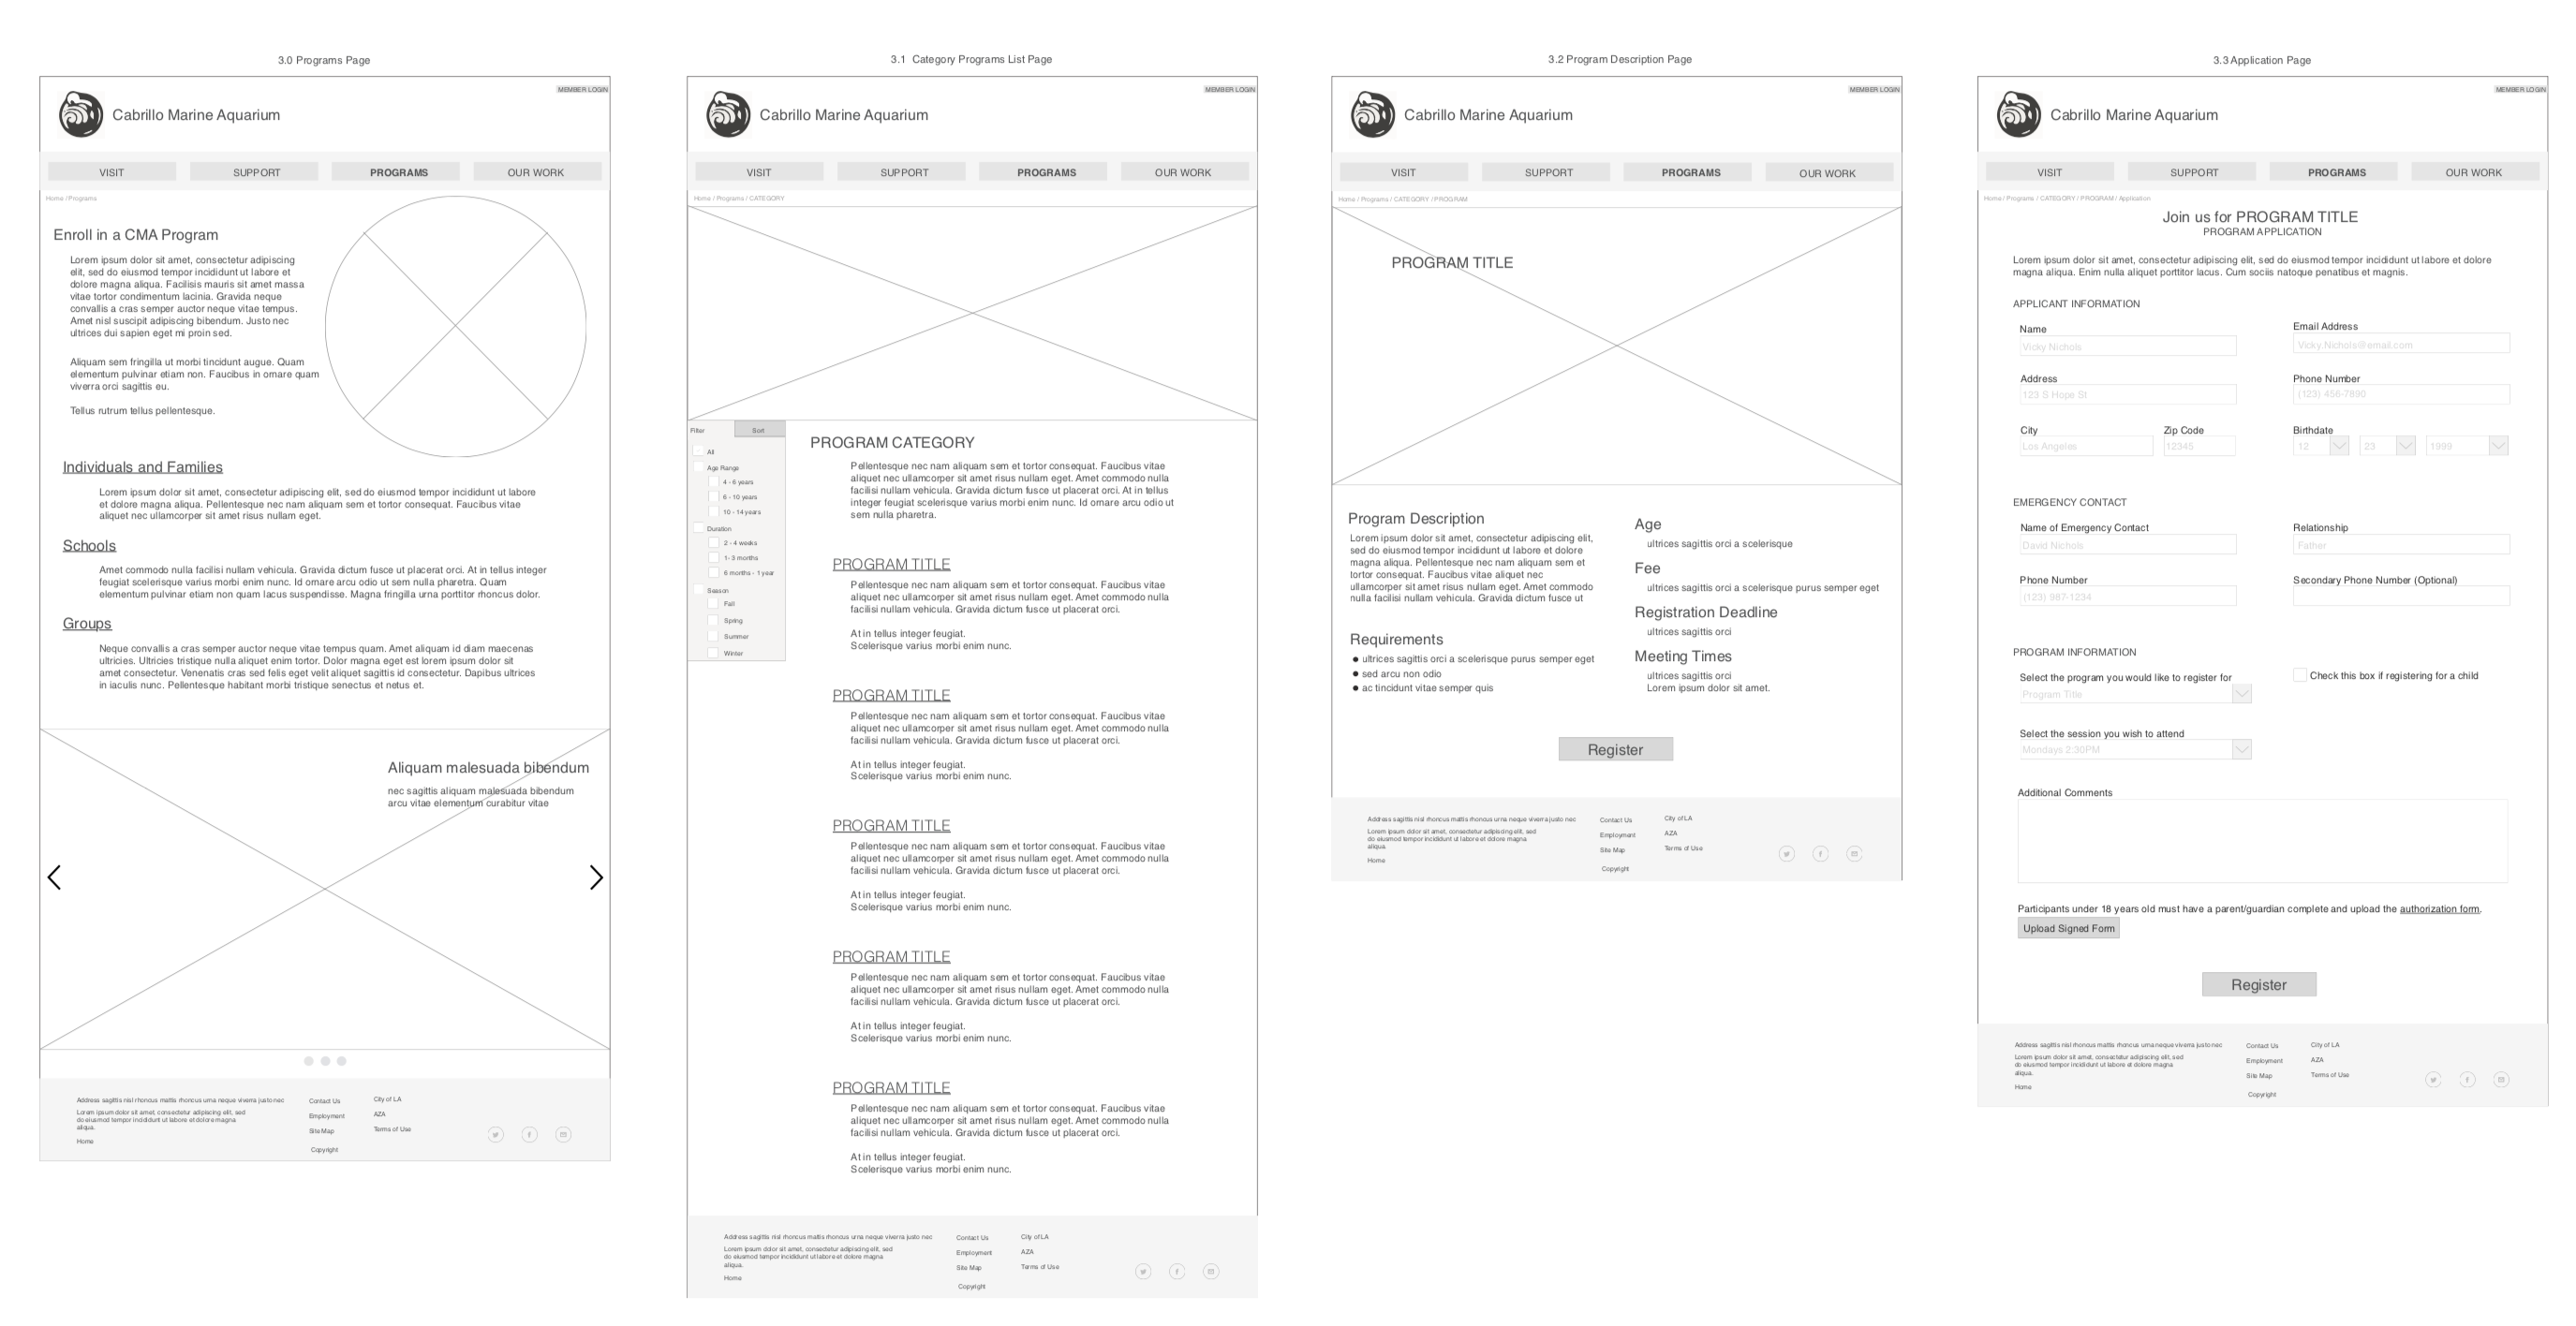 3.0 Programs Page
MEMBER LOGIN
Cabrillo Marine Aquarium
VISIT
SUPPORT
PROGRAMS
OUR WORK
Home / Programs
Enroll in a CMA Program
Lorem ipsum dolor sit amet, consectetur adipiscing
elit, sed do eiusmod tempor incididunt ut labore et
dolore magna aliqua. Facilisis mauris sit amet massa
vitae tortor condimentum lacinia. Gravida neque
convallis a cras semper auctor neque vitae tempus.
Amet nisl suscipit adipiscing bibendum. Justo nec
ultrices dui sapien eget mi proin sed.
Aliquam sem fringilla ut morbi tincidunt augue. Quam
elementum pulvinar etiam non. Faucibus in ornare quam
viverra orci sagittis eu.
Tellus rutrum tellus pellentesque.
Individuals and Families
Lorem ipsum dolor sit amet, consectetur adipiscing elit, sed do eiusmod tempor incididunt ut labore
et dolore magna aliqua. Pellentesque nec nam aliquam sem et tortor consequat. Faucibus vitae
aliquet nec ullamcorper sit amet risus nullam eget.
Schools
Amet commodo nulla facilisi nullam vehicula. Gravida dictum fusce ut placerat orci. At in tellus integer
feugiat scelerisque varius morbi enim nunc. Id ornare arcu odio ut sem nulla pharetra. Quam
elementum pulvinar etiam non quam lacus suspendisse. Magna fringilla urna porttitor rhoncus dolor.
Groups
Neque convallis a cras semper auctor neque vitae tempus quam. Amet aliquam id diam maecenas
ultricies. Ultricies tristique nulla aliquet enim tortor. Dolor magna eget est lorem ipsum dolor sit
amet consectetur. Venenatis cras sed felis eget velit aliquet sagittis id consectetur. Dapibus ultrices
in iaculis nunc. Pellentesque habitant morbi tristique senectus et netus et.
Aliquam malesuada bibendum
nec sagittis aliquam malesuada bibendum
arcu vitae elementum curabitur vitae
Address sagittis nisl rhoncus mattis rhoncus urna neque viverra justo nec
Lorem ipsum dolor sit amet, consectetur adipiscing elit, sed
do eiusmod tempor incididunt ut labore et dolore magna
aliqua.
Home
Contact Us
Employment
Site Map
Copyright
City of LA
AZA
Terms of Use
3.1 Category Programs List Page
MEMBER LOGIN
Cabrillo Marine Aquarium
VISIT
SUPPORT
PROGRAMS
OUR WORK
Home / Programs / CATEGORY
Filter
Sort
All
Age Range
4 - 6 years
6 - 10 years
10 - 14 years
Duration
2 - 4 weeks
1- 3 months
6 months - 1 year
Season
Fall
Spring
Summer
Winter
PROGRAM CATEGORY
Pellentesque nec nam aliquam sem et tortor consequat. Faucibus vitae
aliquet nec ullamcorper sit amet risus nullam eget. Amet commodo nulla
facilisi nullam vehicula. Gravida dictum fusce ut placerat orci. At in tellus
integer feugiat scelerisque varius morbi enim nunc. Id ornare arcu odio ut
sem nulla pharetra.
PROGRAM TITLE
Pellentesque nec nam aliquam sem et tortor consequat. Faucibus vitae
aliquet nec ullamcorper sit amet risus nullam eget. Amet commodo nulla
facilisi nullam vehicula. Gravida dictum fusce ut placerat orci.
At in tellus integer feugiat.
Scelerisque varius morbi enim nunc.
PROGRAM TITLE
Pellentesque nec nam aliquam sem et tortor consequat. Faucibus vitae
aliquet nec ullamcorper sit amet risus nullam eget. Amet commodo nulla
facilisi nullam vehicula. Gravida dictum fusce ut placerat orci.
At in tellus integer feugiat.
Scelerisque varius morbi enim nunc.
PROGRAM TITLE
Pellentesque nec nam aliquam sem et tortor consequat. Faucibus vitae
aliquet nec ullamcorper sit amet risus nullam eget. Amet commodo nulla
facilisi nullam vehicula. Gravida dictum fusce ut placerat orci.
At in tellus integer feugiat.
Scelerisque varius morbi enim nunc.
PROGRAM TITLE
Pellentesque nec nam aliquam sem et tortor consequat. Faucibus vitae
aliquet nec ullamcorper sit amet risus nullam eget. Amet commodo nulla
facilisi nullam vehicula. Gravida dictum fusce ut placerat orci.
At in tellus integer feugiat.
Scelerisque varius morbi enim nunc.
PROGRAM TITLE
Pellentesque nec nam aliquam sem et tortor consequat. Faucibus vitae
aliquet nec ullamcorper sit amet risus nullam eget. Amet commodo nulla
facilisi nullam vehicula. Gravida dictum fusce ut placerat orci.
At in tellus integer feugiat.
Scelerisque varius morbi enim nunc.
Address sagittis nisl rhoncus mattis rhoncus urna neque viverra justo nec
Lorem ipsum dolor sit amet, consectetur adipiscing elit, sed
do eiusmod tempor incididunt ut labore et dolore magna
aliqua.
Home
Contact Us
Employment
Site Map
Copyright
City of LA
AZA
Terms of Use
3.2 Program Description Page
MEMBER LOGIN
Cabrillo Marine Aquarium
VISIT
SUPPORT
PROGRAMS
OUR WORK
Home / Programs / CATEGORY / PROGRAM
PROGRAM TITLE
Program Description
Lorem ipsum dolor sit amet, consectetur adipiscing elit,
sed do eiusmod tempor incididunt ut labore et dolore
magna aliqua. Pellentesque nec nam aliquam sem et
tortor consequat. Faucibus vitae aliquet nec
ullamcorper sit amet risus nullam eget. Amet commodo
nulla facilisi nullam vehicula. Gravida dictum fusce ut
Requirements
● ultrices sagittis orci a scelerisque purus semper eget
● sed arcu non odio
● ac tincidunt vitae semper quis
Age
ultrices sagittis orci a scelerisque
Fee
ultrices sagittis orci a scelerisque purus semper eget
Registration Deadline
ultrices sagittis orci
Meeting Times
ultrices sagittis orci
Lorem ipsum dolor sit amet.
Register
Address sagittis nisl rhoncus mattis rhoncus urna neque viverra justo nec
Lorem ipsum dolor sit amet, consectetur adipiscing elit, sed
do eiusmod tempor incididunt ut labore et dolore magna
aliqua.
Home
Contact Us
Employment
Site Map
Copyright
City of LA
AZA
Terms of Use
3.3 Application Page
MEMBER LOGIN
Cabrillo Marine Aquarium
VISIT
SUPPORT
PROGRAMS
OUR WORK
Home / Programs / CATEGORY / PROGRAM / Application
Join us for PROGRAM TITLE
PROGRAM APPLICATION
Lorem ipsum dolor sit amet, consectetur adipiscing elit, sed do eiusmod tempor incididunt ut labore et dolore
magna aliqua. Enim nulla aliquet porttitor lacus. Cum sociis natoque penatibus et magnis.
APPLICANT INFORMATION
Name
Vicky Nichols
Email Address
Vicky.Nichols@email.com
Address
123 S Hope St
Phone Number
(123) 456-7890
City
Los Angeles
Zip Code
12345
Birthdate
12
23
1999
EMERGENCY CONTACT
Name of Emergency Contact
David Nichols
Relationship
Father
Phone Number
(123) 987-1234
Secondary Phone Number (Optional)
PROGRAM INFORMATION
Select the program you would like to register for
Program Title
Check this box if registering for a child
Select the session you wish to attend
Mondays 2:30PM
Additional Comments
Participants under 18 years old must have a parent/guardian complete and upload the authorization form.
Upload Signed Form
Register
Address sagittis nisl rhoncus mattis rhoncus urna neque viverra justo nec
Lorem ipsum dolor sit amet, consectetur adipiscing elit, sed
do eiusmod tempor incididunt ut labore et dolore magna
aliqua.
Home
Contact Us
Employment
Site Map
Copyright
City of LA
AZA
Terms of Use